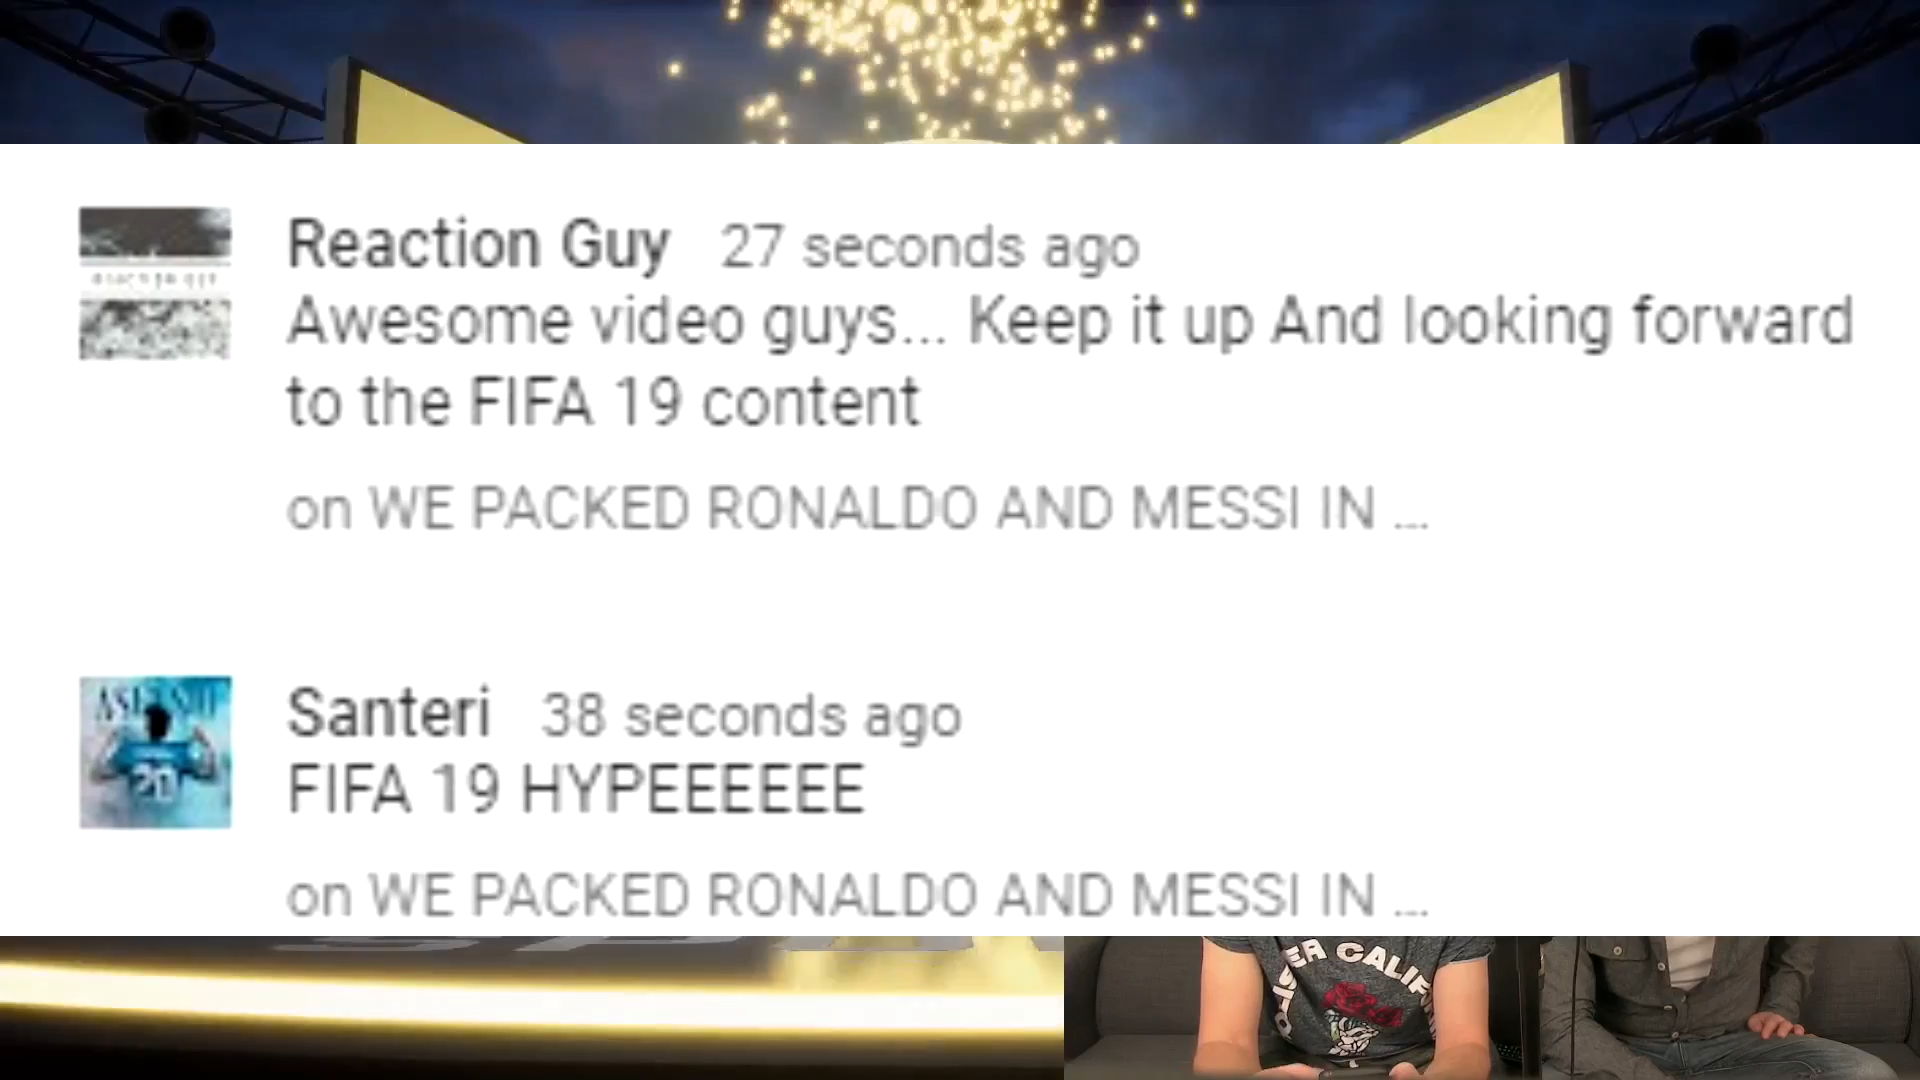 Reaction Guy 27 seconds ago
Awesome video guys... Keep it up And looking forward
to the FIFA 19 content
on WE PACKED RONALDO AND MESSI IN ...
Santeri 38 seconds ago
20
FIFA 19 HYPEEEEEE
on WE PACKED RONALDO AND MESSI IN ...